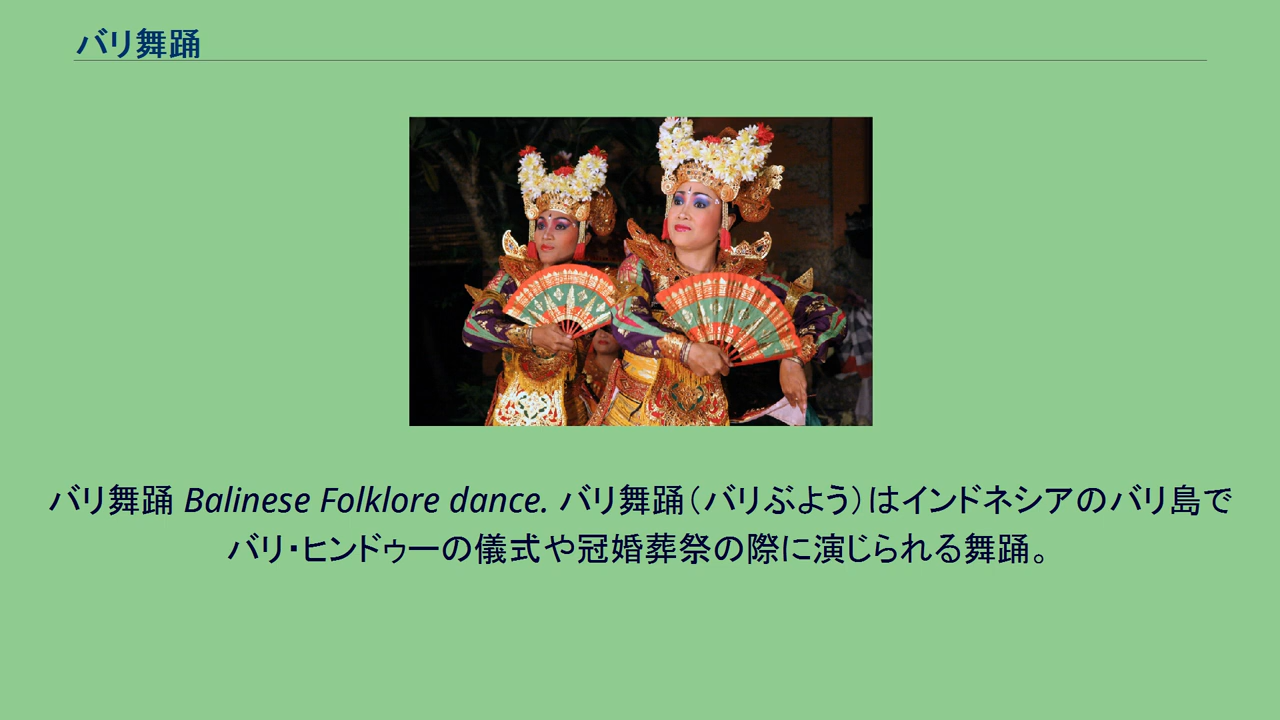 バリ舞踊
バリ舞踊 Balinese Folklore dance. バリ舞踊（バリぶよう）はインドネシアのバリ島で
バリ・ヒンドゥーの儀式や冠婚葬祭の際に演じられる舞踊。